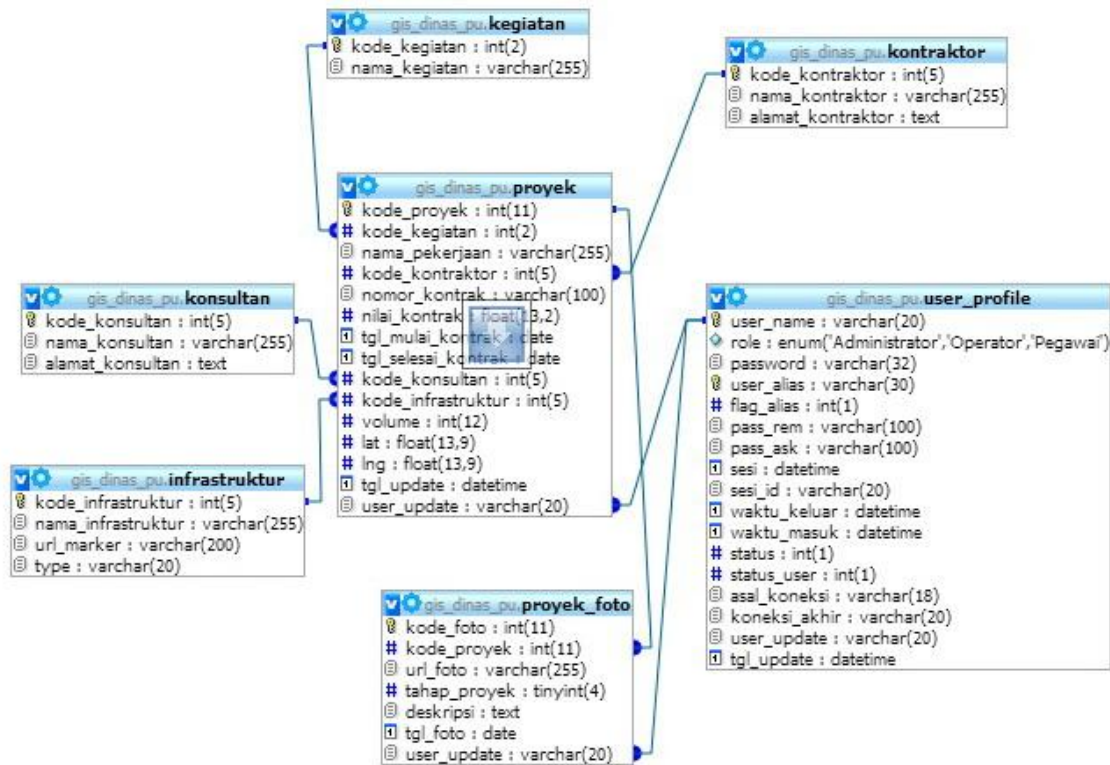 gis_dinas_pu.kegiatan
kode_kegiatan : int(2)
nama_kegiatan : varchar(255)
gis_dinas_pu.kontraktor
kode_kontraktor : int(5)
nama_kontraktor : varchar(255)
alamat_kontraktor : text
gis_dinas_pu.proyek
kode_proyek : int(11)
kode_kegiatan : int(2)
nama_pekerjaan : varchar(255)
kode_kontraktor : int(5)
nomor_kontrak : varchar(100)
nilai_kontrak : float(13,2)
tgl_mulai_kontrak : date
tgl_selesai_kontrak : date
kode_konsultan : int(5)
kode_infrastruktur : int(5)
volume : int(12)
lat : float(13,9)
lng : float(13,9)
tgl_update : datetime
user_update : varchar(20)
gis_dinas_pu.konsultan
kode_konsultan : int(5)
nama_konsultan : varchar(255)
alamat_konsultan : text
gis_dinas_pu.user_profile
user_name : varchar(20)
role : enum('Administrator','Operator','Pegawai')
password : varchar(32)
user_alias : varchar(30)
flag_alias : int(1)
pass_rem : varchar(100)
pass_ask : varchar(100)
sesi : datetime
sesi_id : varchar(20)
waktu_keluar : datetime
waktu_masuk : datetime
status : int(1)
status_user : int(1)
asal_koneksi : varchar(18)
koneksi_akhir : varchar(20)
user_update : varchar(20)
tgl_update : datetime
gis_dinas_pu.infrastruktur
kode_infrastruktur : int(5)
nama_infrastruktur : varchar(255)
url_marker : varchar(200)
type : varchar(20)
gis_dinas_pu.proyek_foto
kode_foto : int(11)
kode_proyek : int(11)
url_foto : varchar(255)
tahap_proyek : tinyint(4)
deskripsi : text
tgl_foto : date
user_update : varchar(20)